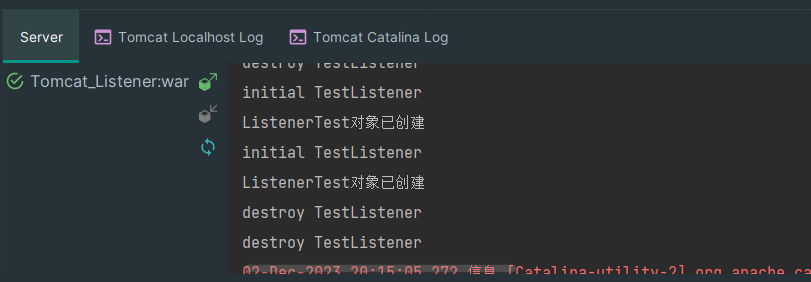 Server
Tomcat Localhost Log
Tomcat Catalina Log
Tomcat_Listener:war
destroy TestListener
initial TestListener
ListenerTest对象已创建
initial TestListener
ListenerTest对象已创建
destroy TestListener
destroy TestListener
02-Dec-2023 20:15:05.272 信息 [Catalina-utility-2] org.apache.ca